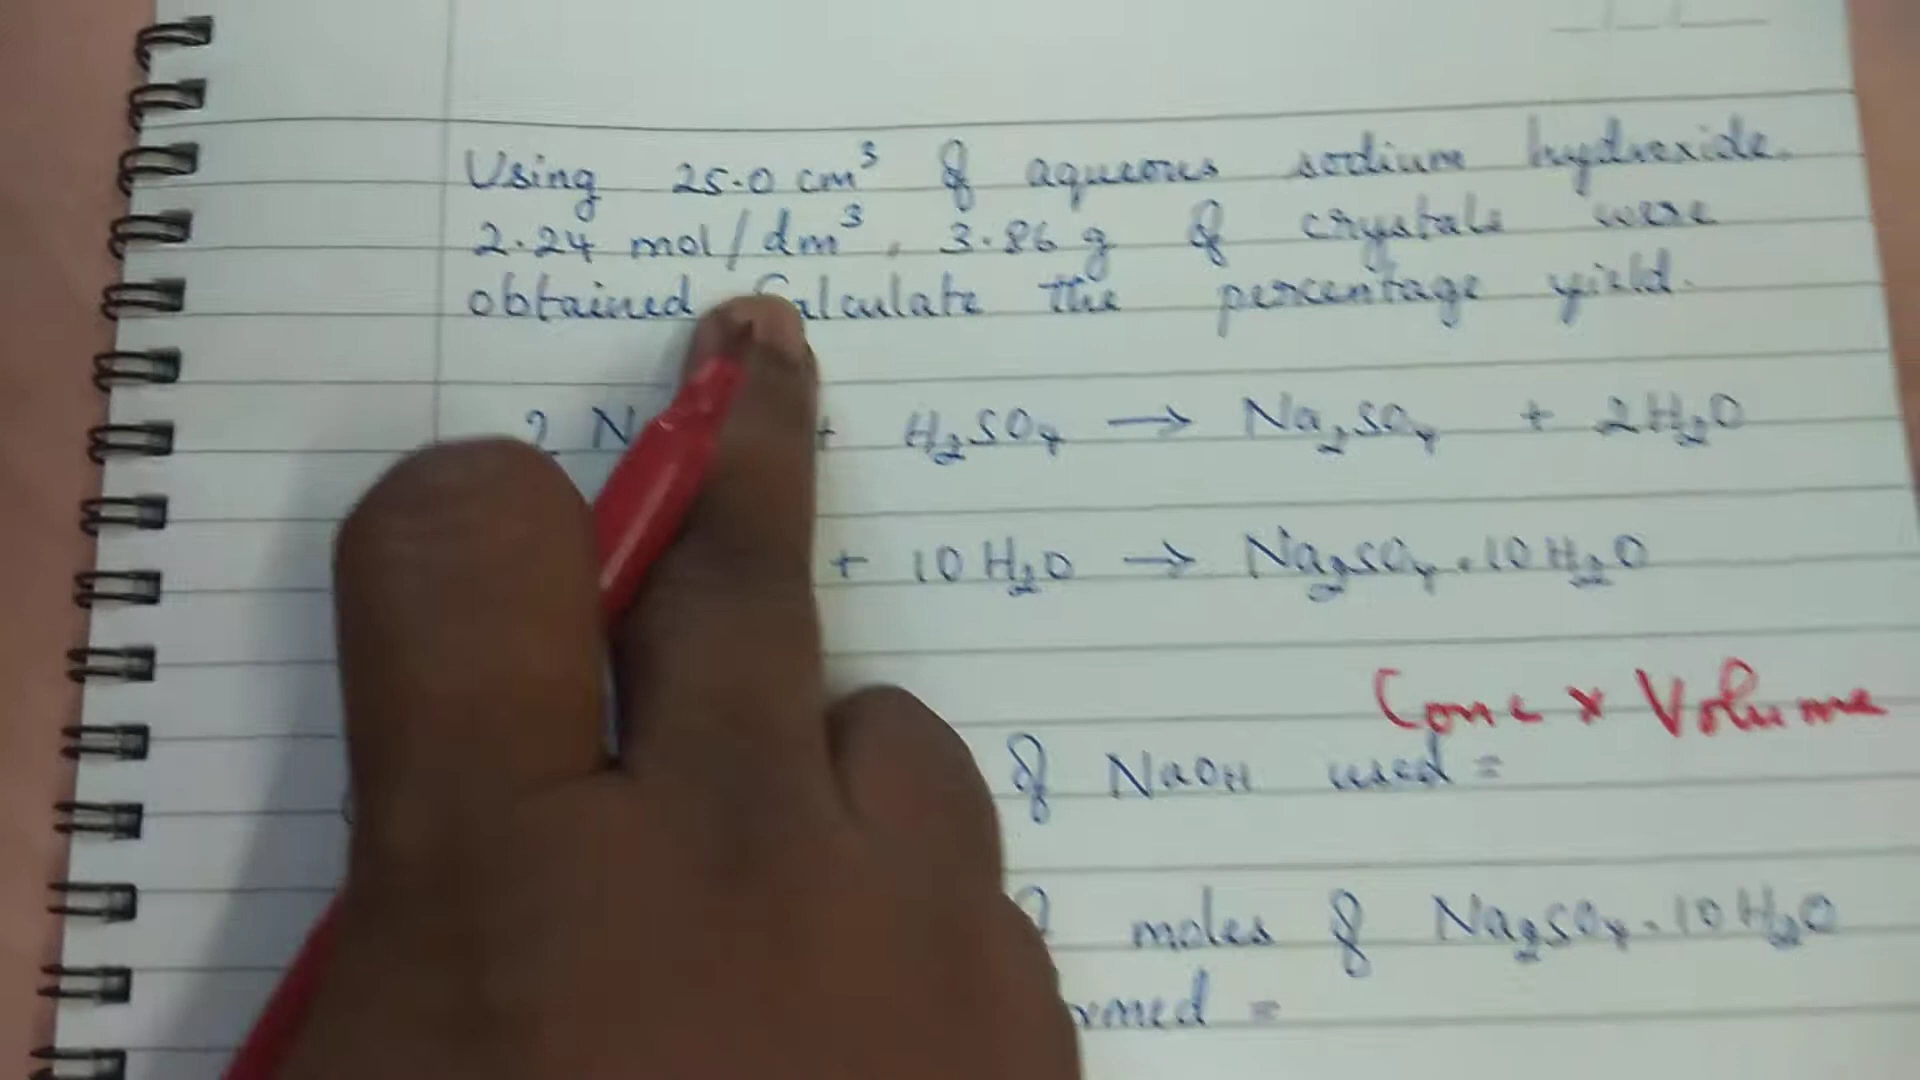 Using 25.0 cm³ of aqueous sodium hydroxide.
2.24 mol/dm³, 3.86 g of crystals were
obtained Calculate the percentage yield.
2 N + H₂SO₄ → Na₂SO₄ + 2H₂O
+ 10 H₂O → Na₂SO₄.10H₂O
Conc x Volume
of NaOH used =
moles of Na₂SO₄.10H₂O
=